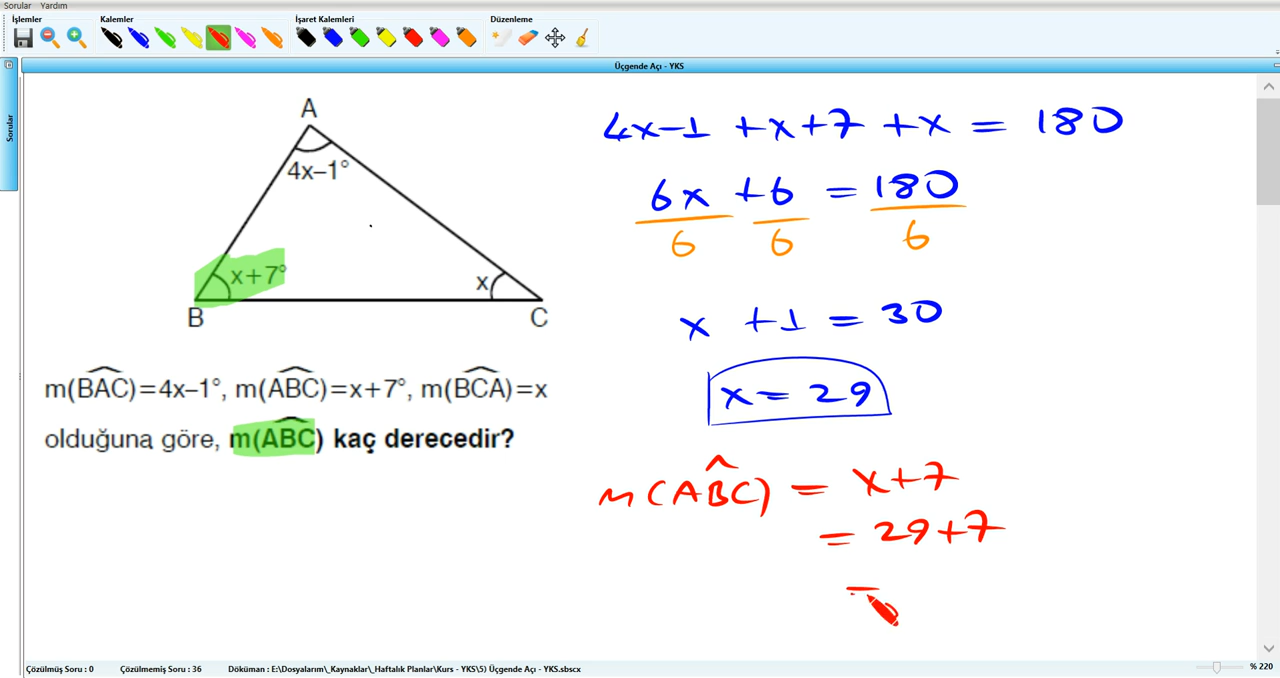 Sorular Yardım
İşlemler Kalemler İşaret Kalemleri Düzenleme
Üçgende Açı - YKS
Sorular
A
4x–1°
x+7°
x
B
C
m(BAC)=4x–1°, m(ABC)=x+7°, m(BCA)=x
olduğuna göre, m(ABC) kaç derecedir?
4x-1 +x+7 +x = 180
6x +6 = 180
6 6 6
x +1 = 30
x = 29
m(ABC) = x+7
= 29+7
Çözülmüş Soru : 0 Çözülmemiş Soru : 36 Döküman : E:\Dosyalarım\_Kaynaklar\_Haftalık Planlar\Kurs - YKS\5) Üçgende Açı - YKS.sbscx % 220